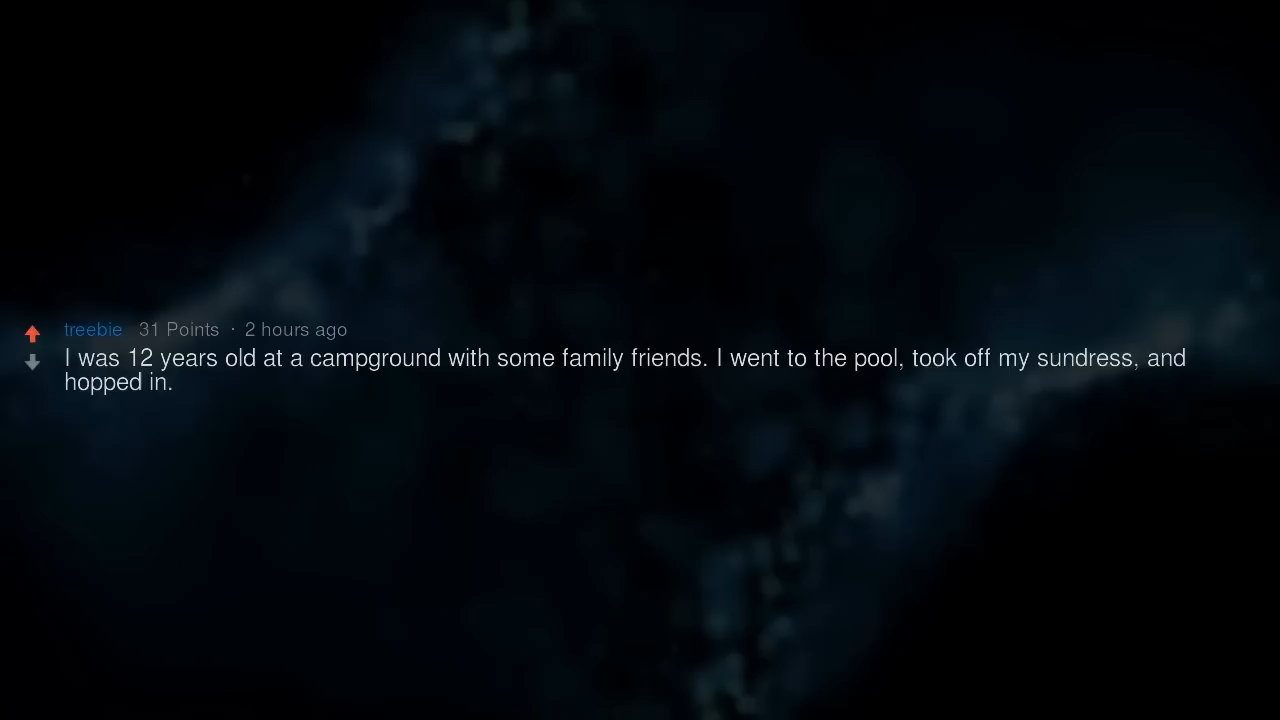 treebie 31 Points · 2 hours ago
I was 12 years old at a campground with some family friends. I went to the pool, took off my sundress, and
hopped in.